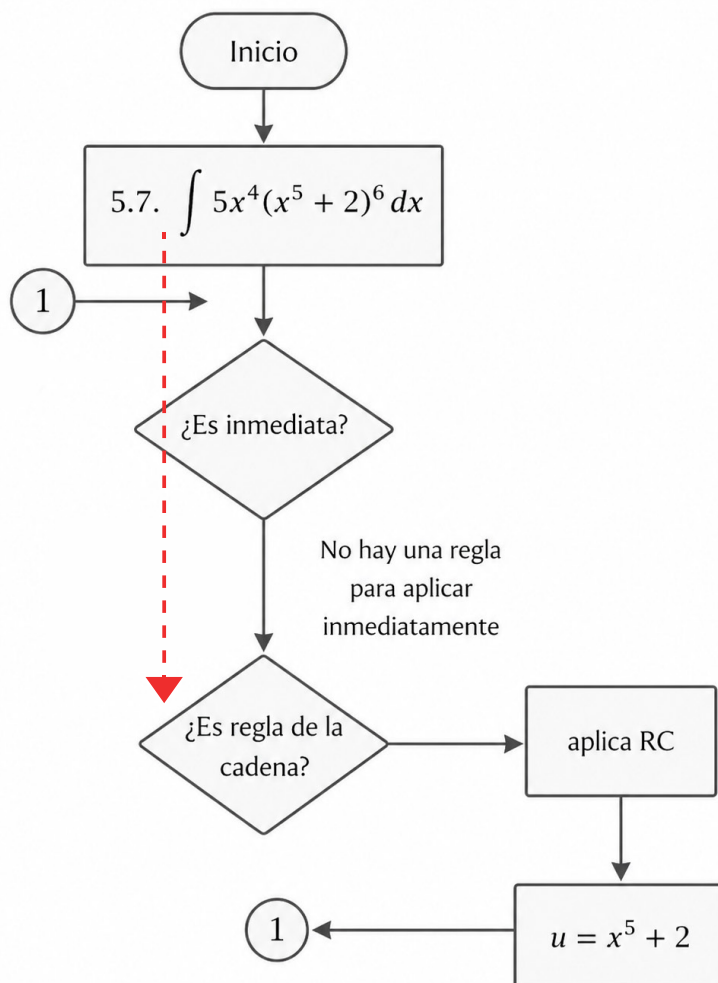 Inicio
5.7. ∫ 5x⁴(x⁵ + 2)⁶ dx
1
¿Es inmediata?
No hay una regla
para aplicar
inmediatamente
¿Es regla de la
cadena?
aplica RC
1
u = x⁵ + 2